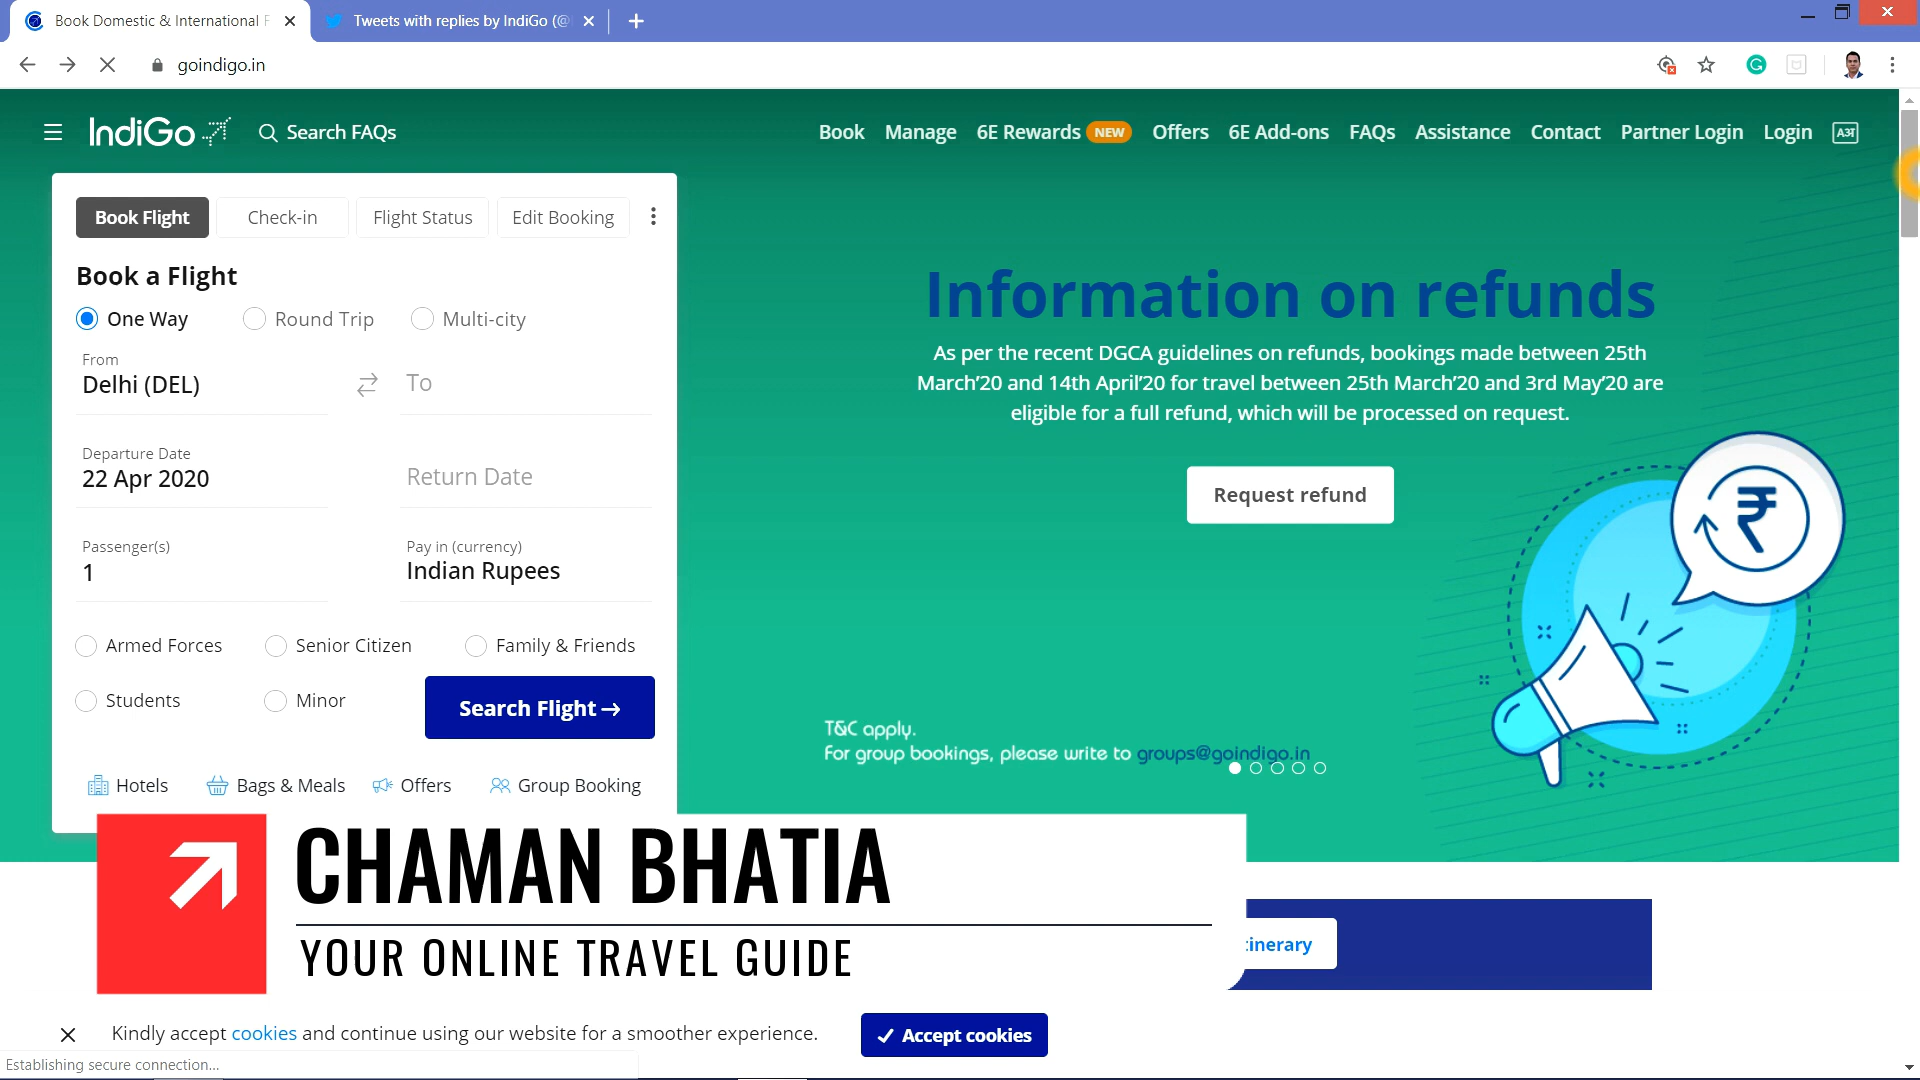 Book Domestic & International F
Tweets with replies by IndiGo (@
goindigo.in
IndiGo
Search FAQs
Book
Manage
6E Rewards NEW
Offers
6E Add-ons
FAQs
Assistance
Contact
Partner Login
Login
Book Flight
Check-in
Flight Status
Edit Booking
Book a Flight
One Way
Round Trip
Multi-city
From
Delhi (DEL)
To
Departure Date
22 Apr 2020
Return Date
Passenger(s)
1
Pay in (currency)
Indian Rupees
Armed Forces
Senior Citizen
Family & Friends
Students
Minor
Search Flight
Hotels
Bags & Meals
Offers
Group Booking
Information on refunds
As per the recent DGCA guidelines on refunds, bookings made between 25th
March'20 and 14th April'20 for travel between 25th March'20 and 3rd May'20 are
eligible for a full refund, which will be processed on request.
Request refund
₹
T&C apply.
For group bookings, please write to groups@goindigo.in
CHAMAN BHATIA
YOUR ONLINE TRAVEL GUIDE
tinerary
Kindly accept cookies and continue using our website for a smoother experience.
Accept cookies
Establishing secure connection...